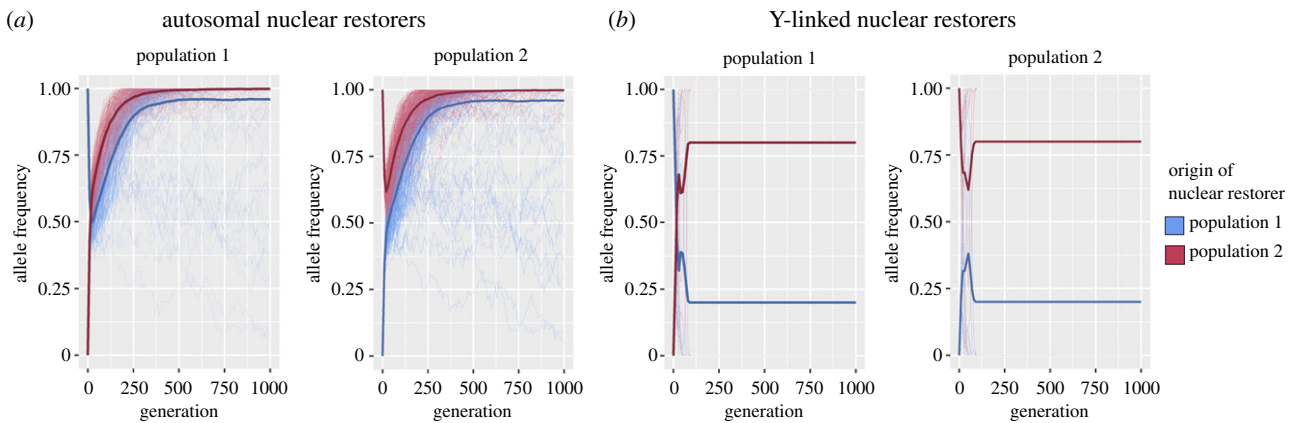 (a) autosomal nuclear restorers
(b) Y-linked nuclear restorers
population 1
population 2
population 1
population 2
allele frequency
1.00
0.75
0.50
0.25
0
0 250 500 750 1000
generation
allele frequency
1.00
0.75
0.50
0.25
0
0 250 500 750 1000
generation
allele frequency
1.00
0.75
0.50
0.25
0
0 250 500 750 1000
generation
allele frequency
1.00
0.75
0.50
0.25
0
0 250 500 750 1000
generation
origin of
nuclear restorer
population 1
population 2